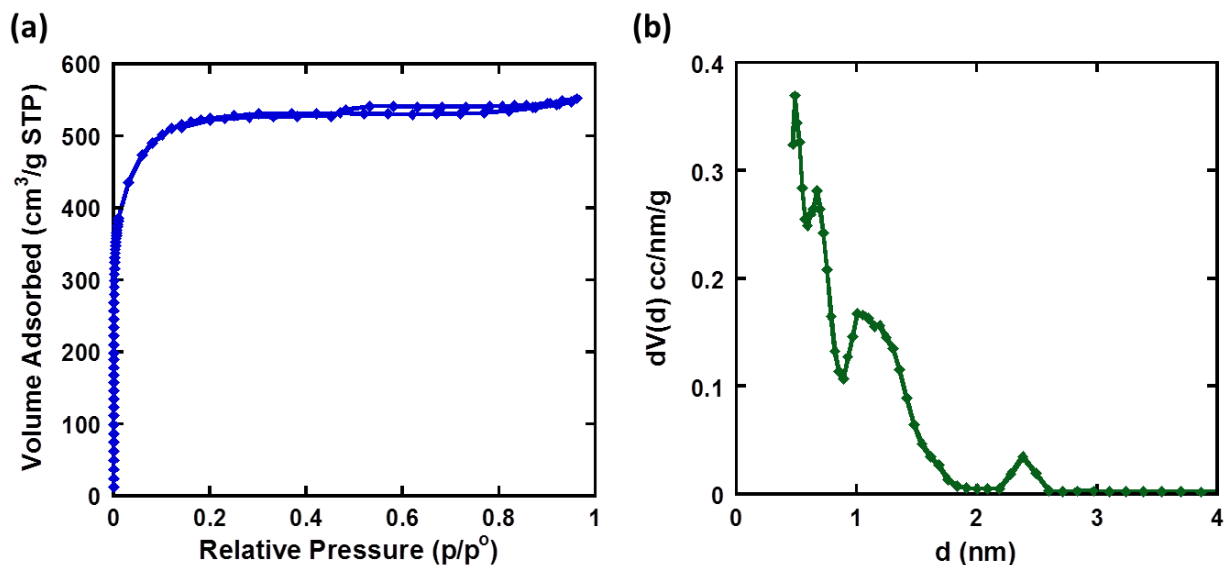 (a)
600
500
400
300
200
100
0
Volume Adsorbed (cm³/g STP)
0 0.2 0.4 0.6 0.8 1
Relative Pressure (p/p°)
(b)
0.4
0.3
0.2
0.1
0
dV(d) cc/nm/g
0 1 2 3 4
d (nm)